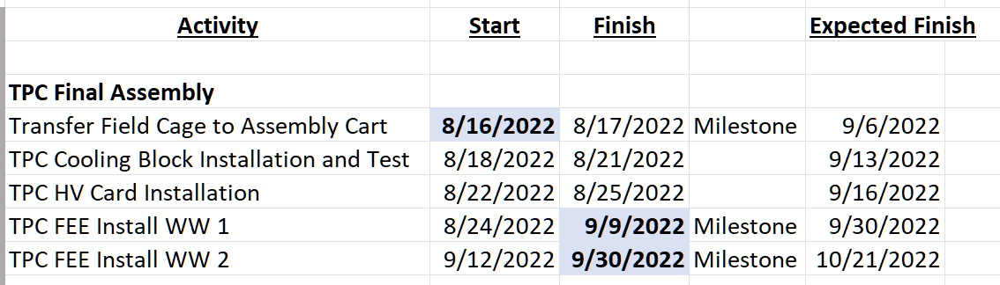 Activity Start Finish Expected Finish
TPC Final Assembly
Transfer Field Cage to Assembly Cart 8/16/2022 8/17/2022 Milestone 9/6/2022
TPC Cooling Block Installation and Test 8/18/2022 8/21/2022 9/13/2022
TPC HV Card Installation 8/22/2022 8/25/2022 9/16/2022
TPC FEE Install WW 1 8/24/2022 9/9/2022 Milestone 9/30/2022
TPC FEE Install WW 2 9/12/2022 9/30/2022 Milestone 10/21/2022